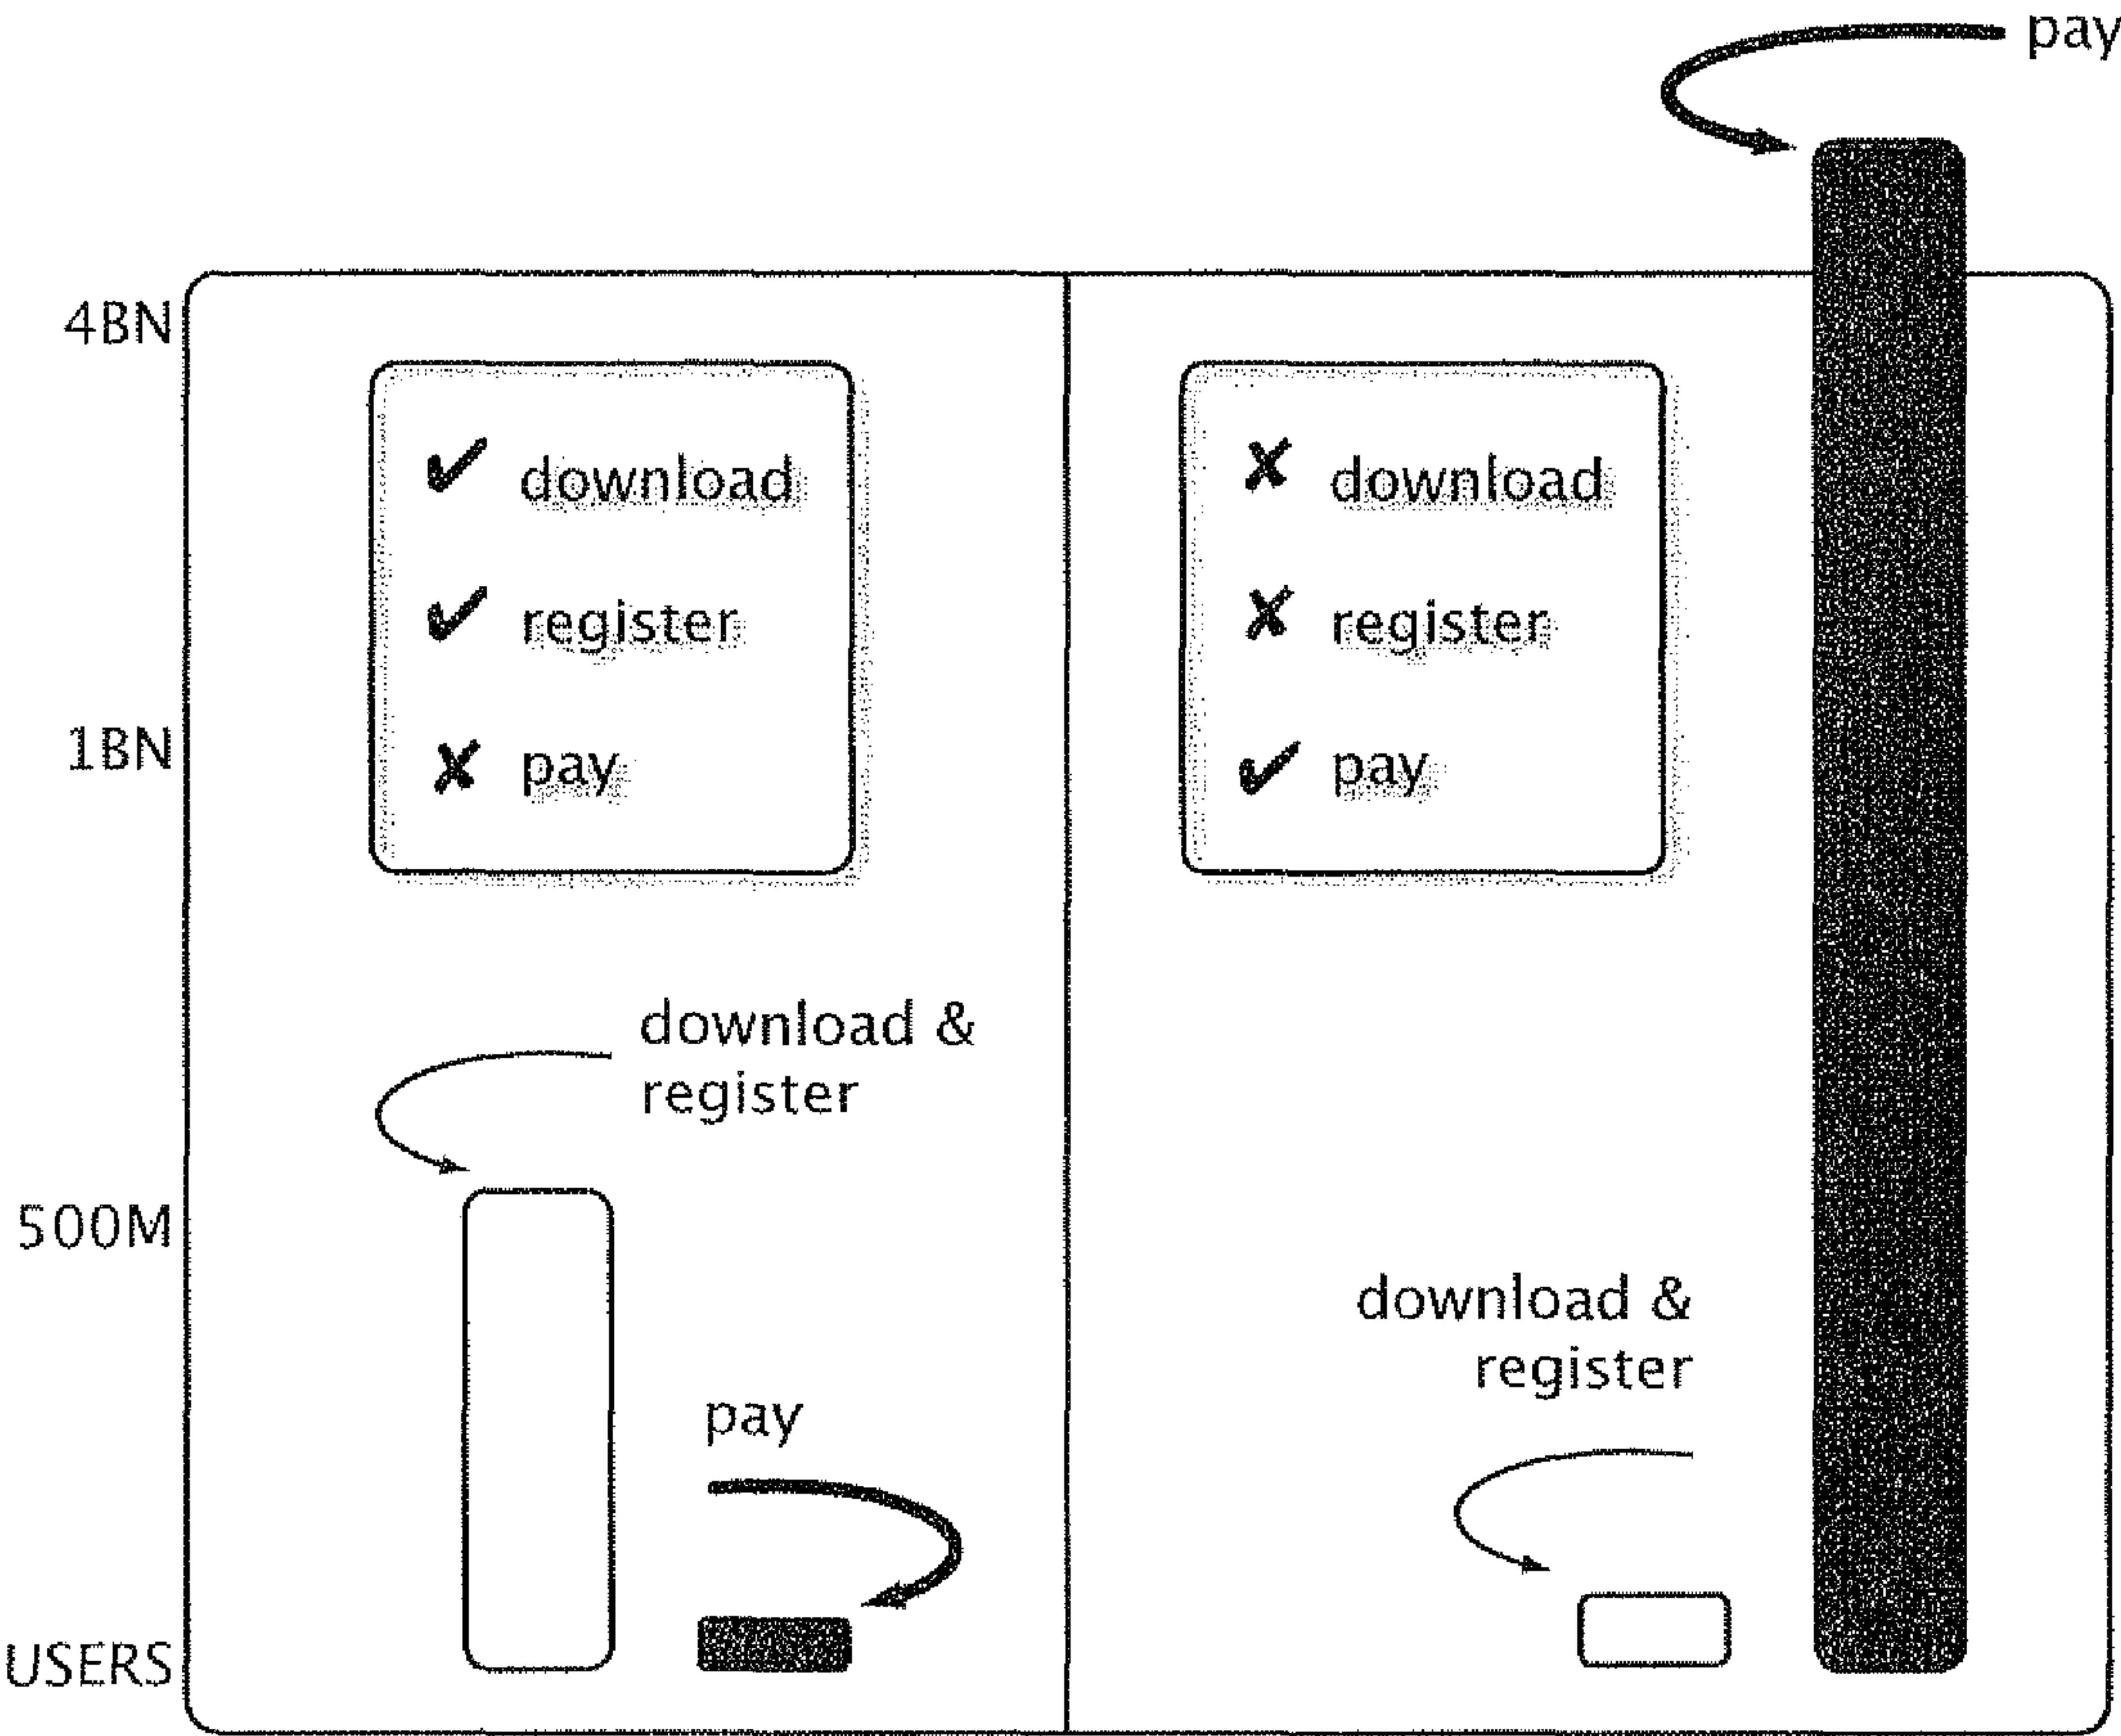 pay
4BN
1BN
500M
USERS
download
register
pay
download &
register
pay
download
register
pay
download &
register